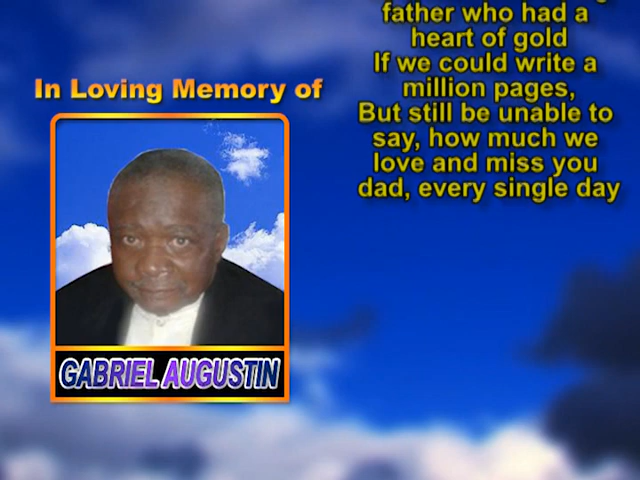 father who had a
heart of gold
If we could write a
million pages,
But still be unable to
say, how much we
love and miss you
dad, every single day
In Loving Memory of
GABRIEL AUGUSTIN